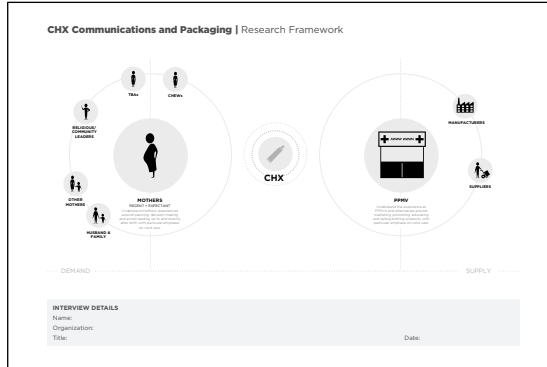 CHX Communications and Packaging | Research Framework
TBAs
CHEWs
RELIGIOUS/
COMMUNITY
LEADERS
OTHER
MOTHERS
HUSBAND &
FAMILY
MOTHERS
RECENT + EXPECTANT
CHX
PPMV
MANUFACTURERS
SUPPLIERS
DEMAND
SUPPLY
INTERVIEW DETAILS
Name:
Organization:
Title:
Date: